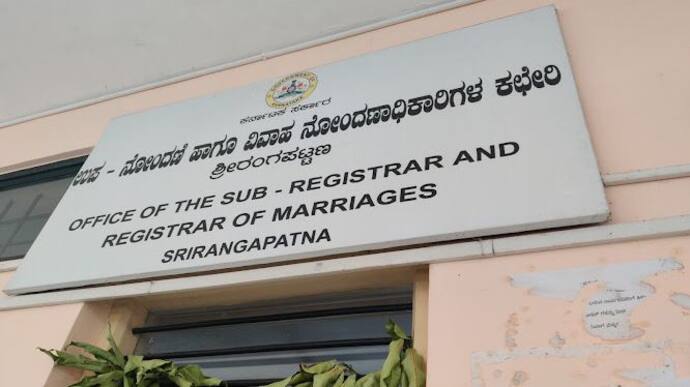 ಕರ್ನಾಟಕ ಸರ್ಕಾರ
ಉಪ - ನೋಂದಣಿ ಹಾಗೂ ವಿವಾಹ ನೋಂದಣಾಧಿಕಾರಿಗಳ ಕಛೇರಿ
ಶ್ರೀರಂಗಪಟ್ಟಣ
OFFICE OF THE SUB - REGISTRAR AND
REGISTRAR OF MARRIAGES
SRIRANGAPATNA